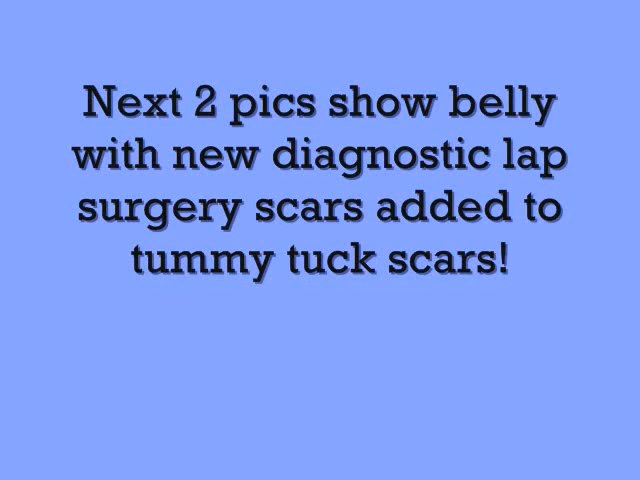 Next 2 pics show belly
with new diagnostic lap
surgery scars added to
tummy tuck scars!